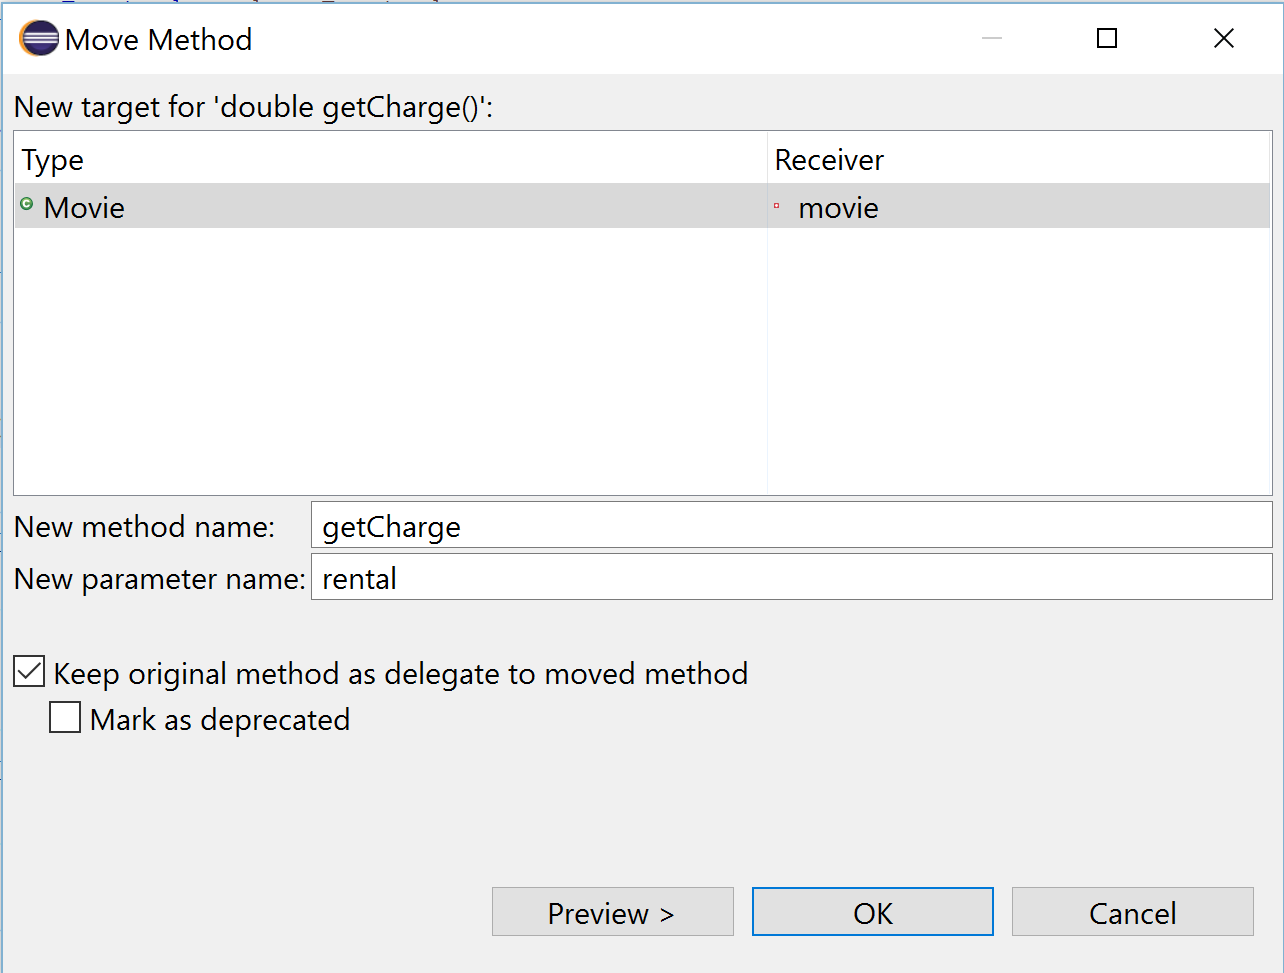 Move Method
New target for 'double getCharge()':
Type Receiver
Movie movie
New method name: getCharge
New parameter name: rental
Keep original method as delegate to moved method
Mark as deprecated
Preview > OK Cancel